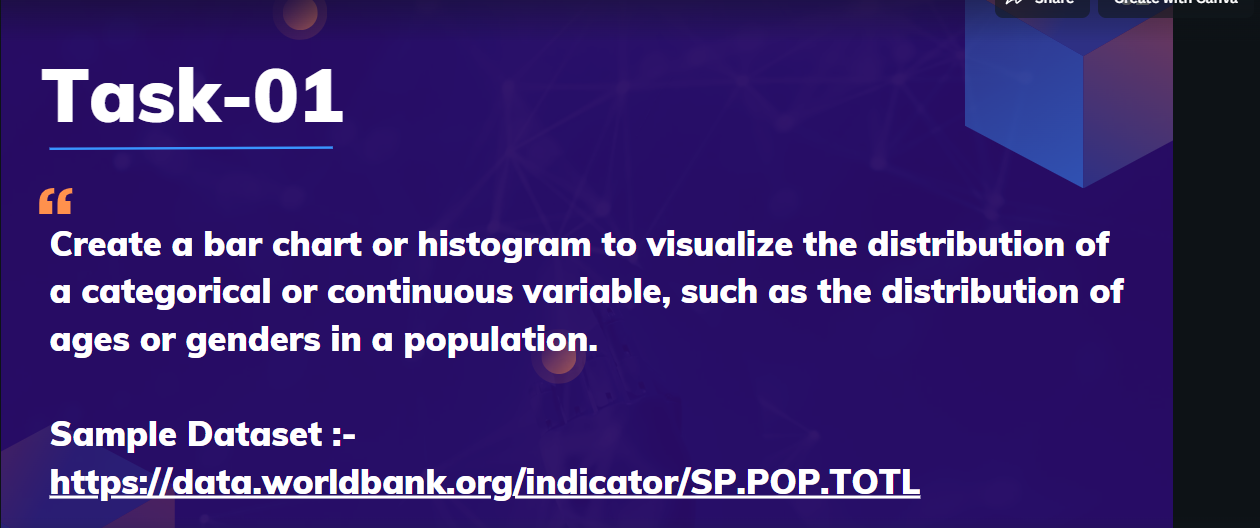 Share
Create with Canva
Task-01
“
Create a bar chart or histogram to visualize the distribution of
a categorical or continuous variable, such as the distribution of
ages or genders in a population.
Sample Dataset :-
https://data.worldbank.org/indicator/SP.POP.TOTL